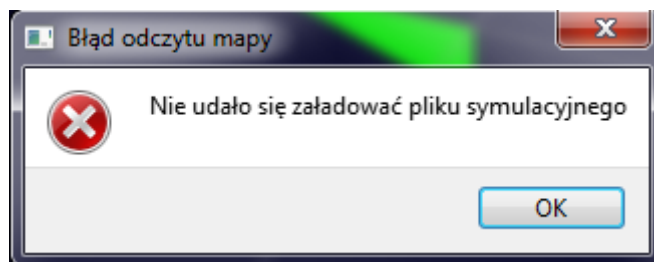 Błąd odczytu mapy
Nie udało się załadować pliku symulacyjnego
OK